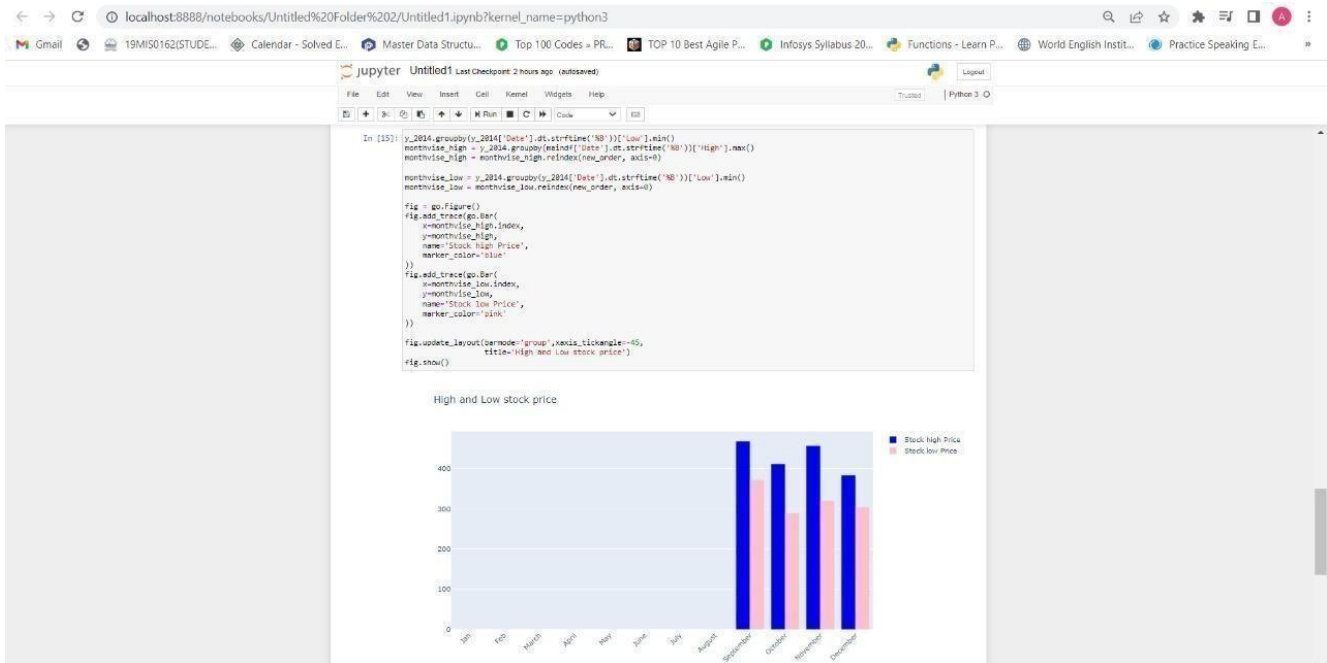 localhost:8888/notebooks/Untitled%20Folder%202/Untitled1.ipynb?kernel_name=python3
A
Gmail
19MIS0162(STUDE...
Calendar - Solved E...
Master Data Structu...
Top 100 Codes » PR...
TOP 10 Best Agile P...
Infosys Syllabus 20...
Functions - Learn P...
World English Instit...
Practice Speaking E...
»
jupyter Untitled1 Last Checkpoint: 2 hours ago (autosaved)
Logout
File Edit View Insert Cell Kernel Widgets Help
Trusted
Python 3
Run
Code
In [15]: y_2014.groupby(y_2014['Date'].dt.strftime('%B'))['Low'].min()
monthvise_high = y_2014.groupby(maindf['Date'].dt.strftime('%B'))['High'].max()
monthvise_high = monthvise_high.reindex(new_order, axis=0)
monthvise_low = y_2014.groupby(y_2014['Date'].dt.strftime('%B'))['Low'].min()
monthvise_low = monthvise_low.reindex(new_order, axis=0)
fig = go.Figure()
fig.add_trace(go.Bar(
x=monthvise_high.index,
y=monthvise_high,
name='Stock high Price',
marker_color='blue'
))
fig.add_trace(go.Bar(
x=monthvise_low.index,
y=monthvise_low,
name='Stock low Price',
marker_color='pink'
))
fig.update_layout(barmode='group',xaxis_tickangle=-45,
title='High and Low stock price')
fig.show()
High and Low stock price
Stock high Price
Stock low Price
400
300
200
100
0
Jan
Feb
March
April
May
June
July
August
September
October
November
December